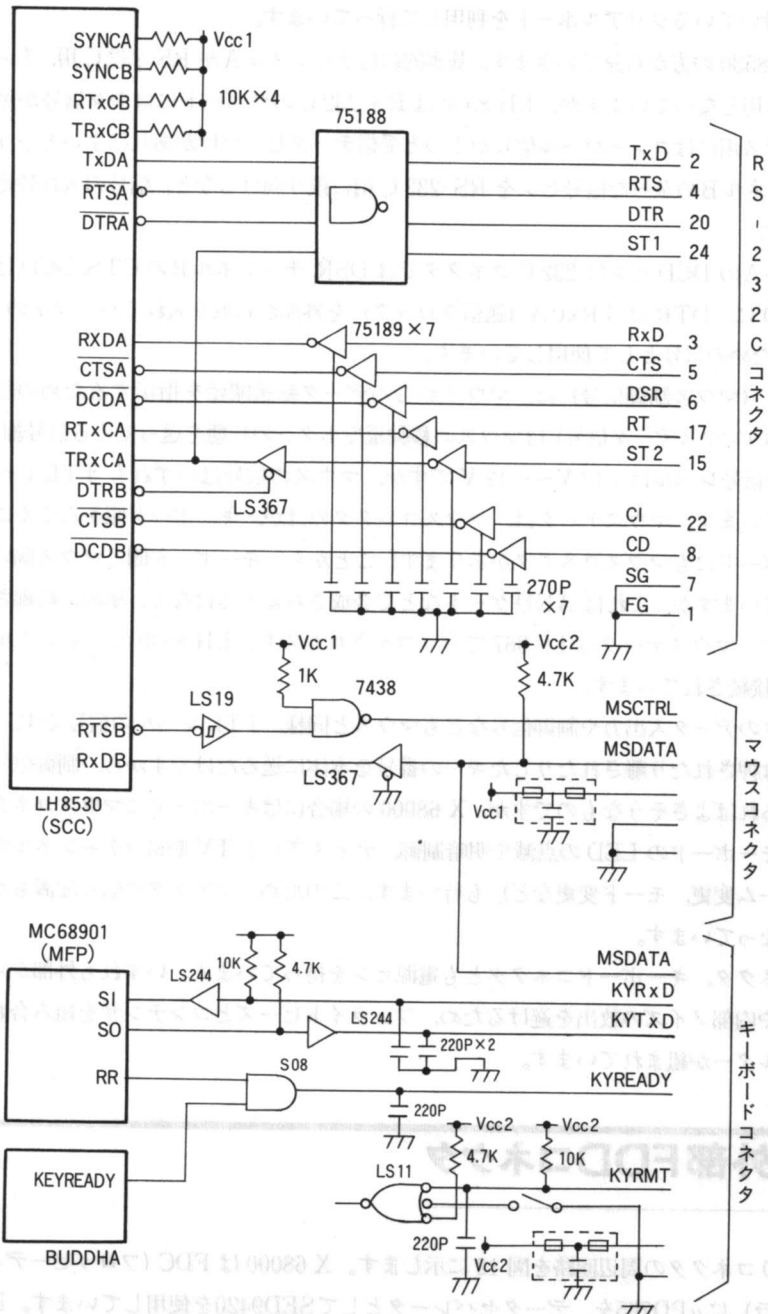 SYNCA
SYNCB
RTxCB
TRxCB
TxDA
RTSA
DTRA
Vcc1
10K×4
75188
TxD 2
RTS 4
DTR 20
ST1 24
RXDA
CTSA
DCDA
RTxCA
TRxCA
DTRB
CTSB
DCDB
75189×7
LS367
RxD 3
CTS 5
DSR 6
RT 17
ST2 15
CI 22
CD 8
SG 7
FG 1
270P
×7
RS-232Cコネクタ
Vcc1
1K
7438
Vcc2
4.7K
RTSB
RxDB
LS19
LS367
LH8530
(SCC)
MSCTRL
MSDATA
Vcc1
マウスコネクタ
MC68901
(MFP)
SI
SO
RR
LS244
10K
4.7K
LS244
220P×2
S08
220P
MSDATA
KYRxD
KYTxD
KYREADY
KEYREADY
BUDDHA
LS11
Vcc2
4.7K
Vcc2
10K
KYRMT
220P
Vcc2
キーボードコネクタ